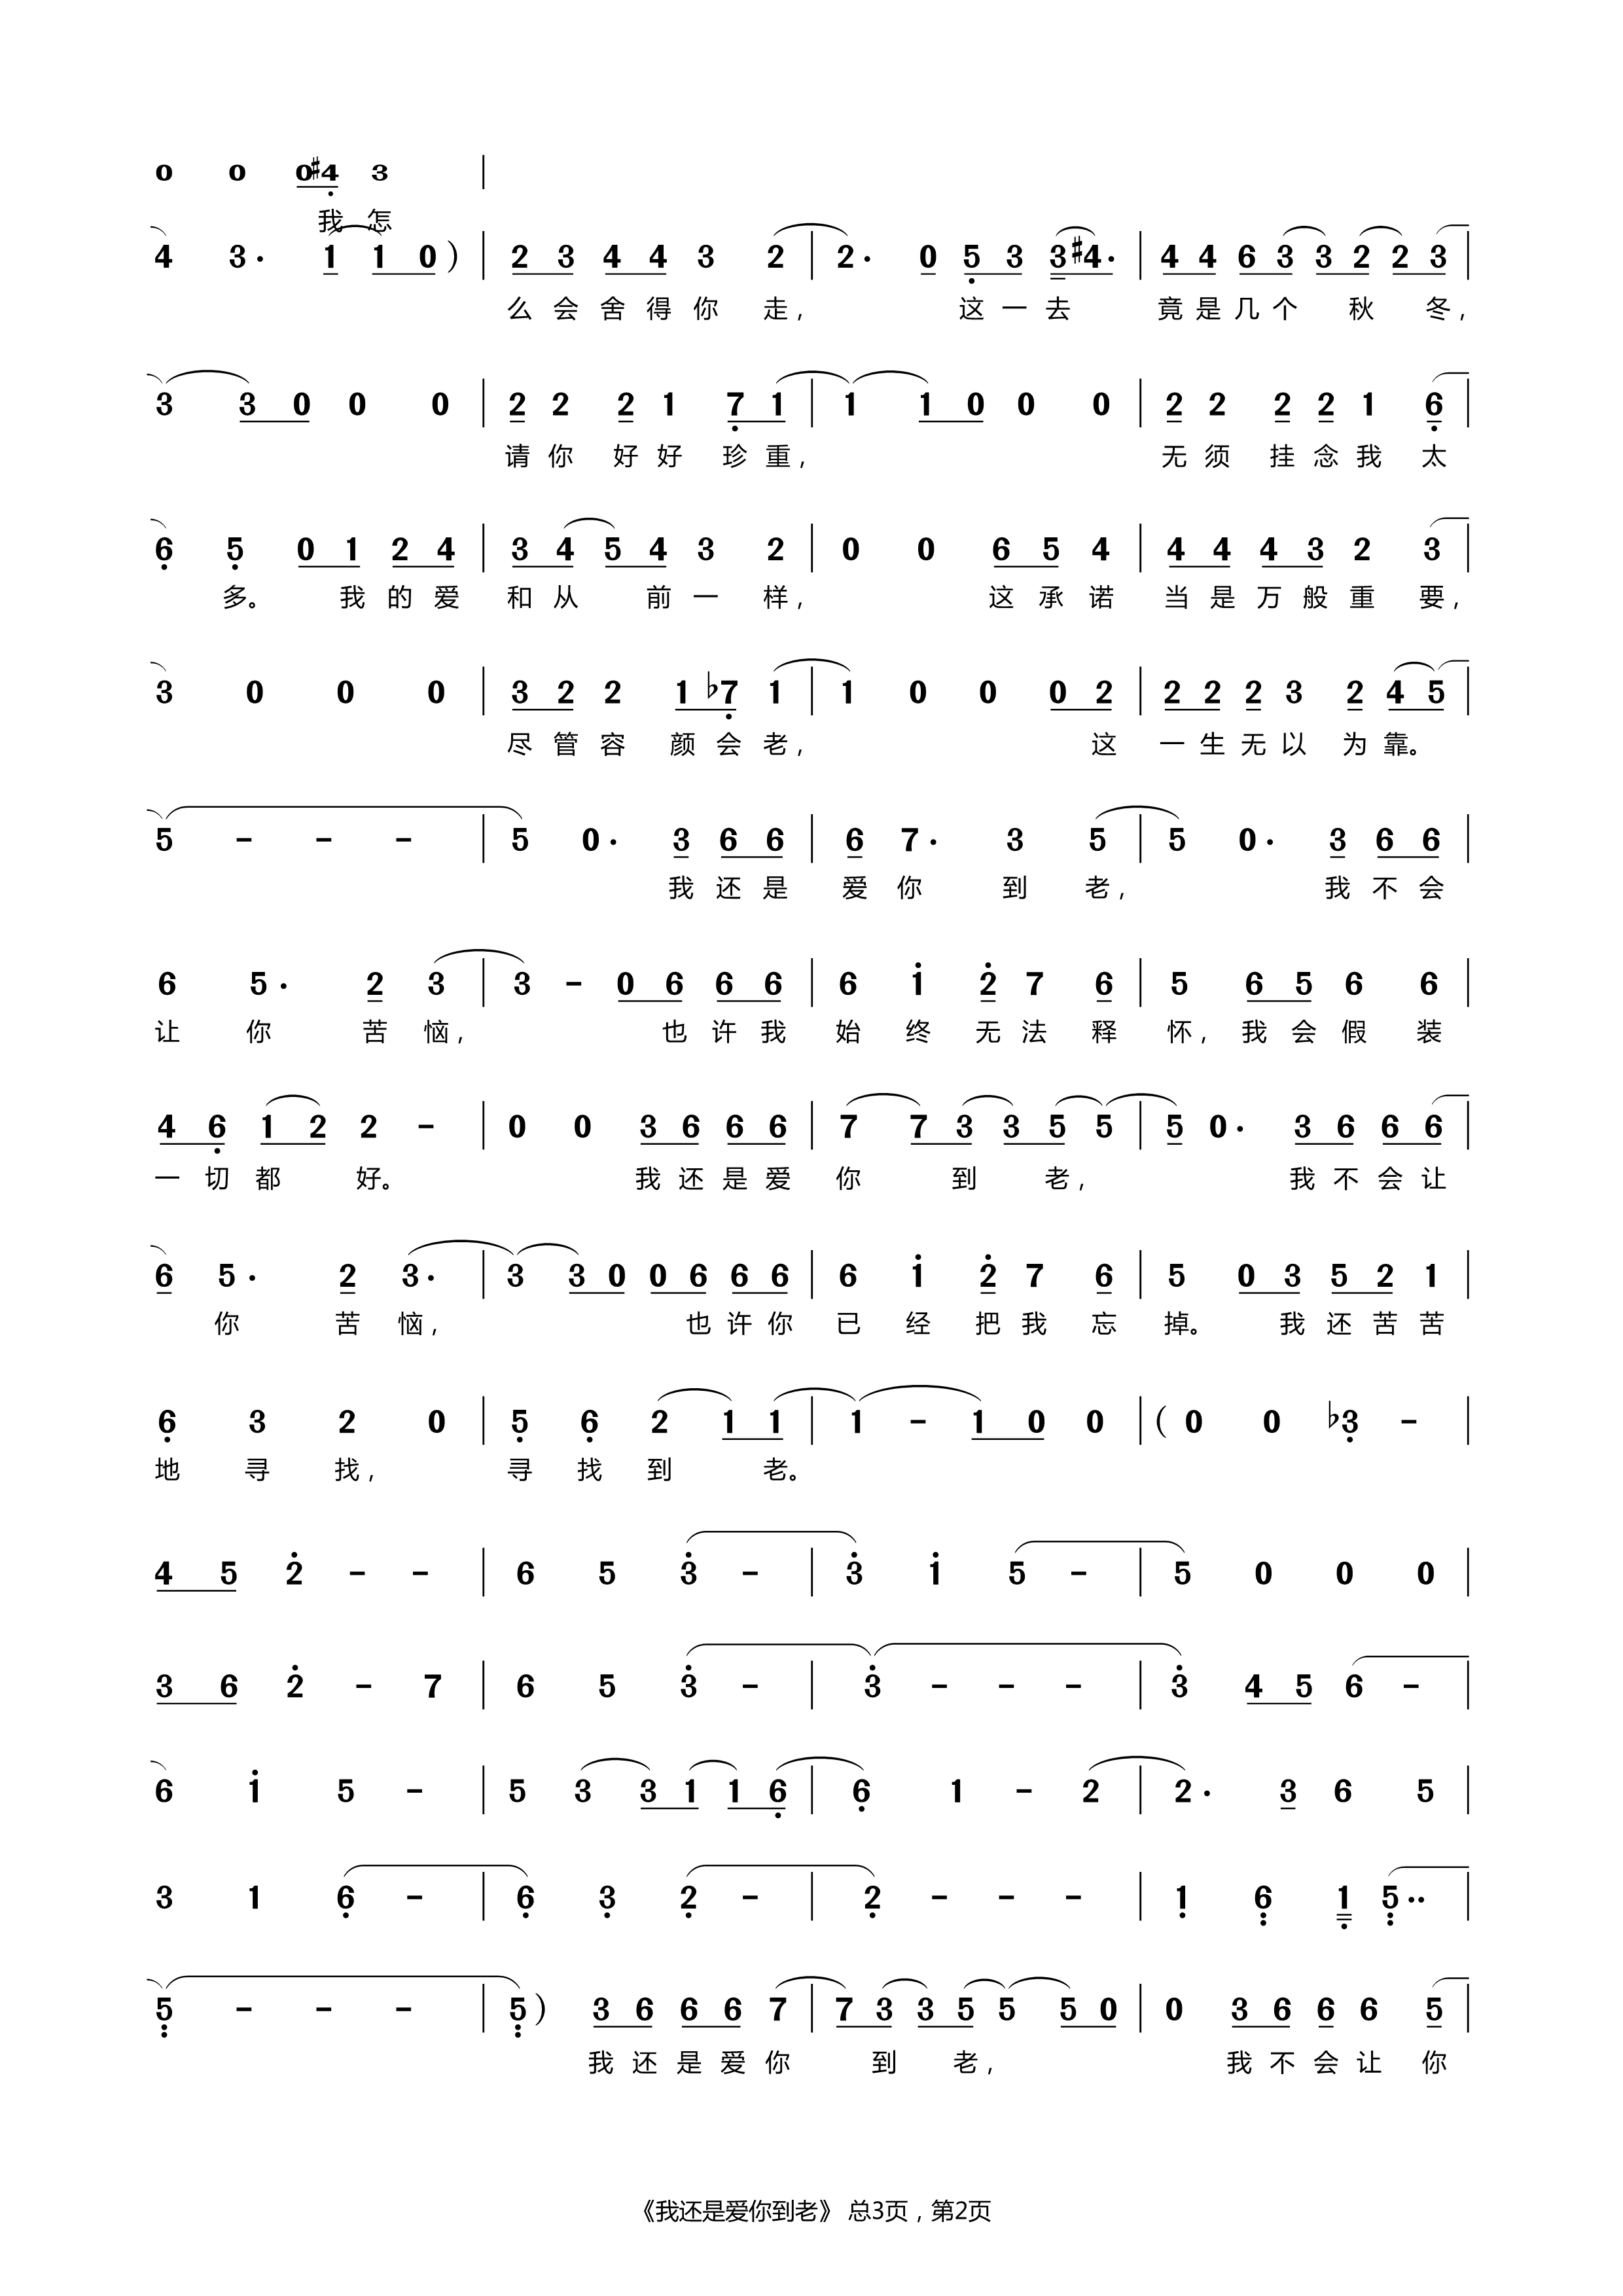 0 0 0 #4 3
我 怎
4 3· 1 1 0 ) | 2 3 4 4 3 2 | 2· 0 5 3 3 #4· | 4 4 6 3 3 2 2 3 |
么 会 舍 得 你 走， 这 一 去 竟 是 几 个 秋 冬，
3 3 0 0 0 | 2 2 2 1 7 1 | 1 1 0 0 0 | 2 2 2 2 1 6 |
请 你 好 好 珍 重， 无 须 挂 念 我 太
6 5 0 1 2 4 | 3 4 5 4 3 2 | 0 0 6 5 4 | 4 4 4 3 2 3 |
多。 我 的 爱 和 从 前 一 样， 这 承 诺 当 是 万 般 重 要，
3 0 0 0 | 3 2 2 1 ♭7 1 | 1 0 0 0 2 | 2 2 2 3 2 4 5 |
尽 管 容 颜 会 老， 这 一 生 无 以 为 靠。
5 - - - | 5 0· 3 6 6 | 6 7· 3 5 | 5 0· 3 6 6 |
我 还 是 爱 你 到 老， 我 不 会
6 5· 2 3 | 3 - 0 6 6 6 | 6 1 2 7 6 | 5 6 5 6 6 |
让 你 苦 恼， 也 许 我 始 终 无 法 释 怀， 我 会 假 装
4 6 1 2 2 - | 0 0 3 6 6 6 | 7 7 3 3 5 5 | 5 0· 3 6 6 6 |
一 切 都 好。 我 还 是 爱 你 到 老， 我 不 会 让
6 5· 2 3· | 3 3 0 0 6 6 6 | 6 1 2 7 6 | 5 0 3 5 2 1 |
你 苦 恼， 也 许 你 已 经 把 我 忘 掉。 我 还 苦 苦
6 3 2 0 | 5 6 2 1 1 | 1 - 1 0 0 | ( 0 0 ♭3 - |
地 寻 找， 寻 找 到 老。
4 5 2 - - | 6 5 3 - | 3 1 5 - | 5 0 0 0 |
3 6 2 - 7 | 6 5 3 - | 3 - - - | 3 4 5 6 - |
6 1 5 - | 5 3 3 1 1 6 | 6 1 - 2 | 2· 3 6 5 |
3 1 6 - | 6 3 2 - | 2 - - - | 1 6 1 5·· |
5 - - - | 5 ) 3 6 6 6 7 | 7 3 3 5 5 5 0 | 0 3 6 6 6 5 |
我 还 是 爱 你 到 老， 我 不 会 让 你
《我还是爱你到老》 总3页，第2页